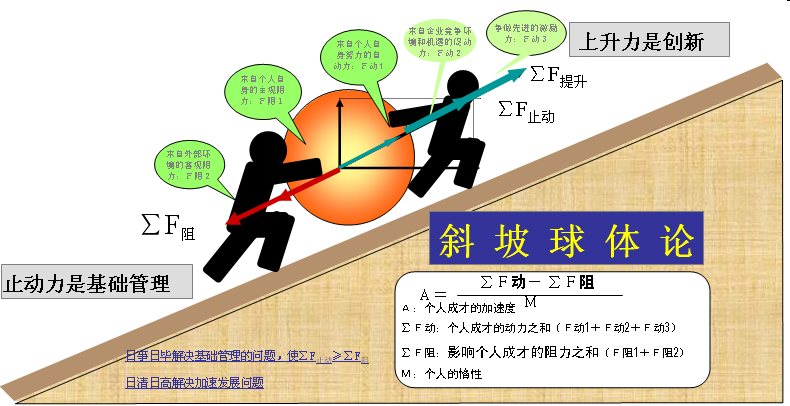 争做先进的激励
力：F动3
来自企业竞争环
境和机遇的促动
力：F动2
来自个人自
身努力的自
动力：F动1
来自个人自
身的主观阻
力：F阻1
来自外部环
境的客观阻
力：F阻2
上升力是创新
∑F提升
∑F止动
∑F阻
止动力是基础管理
斜坡球体论
A＝ ∑F动－∑F阻
M
A：个人成才的加速度
∑F动：个人成才的动力之和（F动1＋F动2＋F动3）
∑F阻：影响个人成才的阻力之和（F阻1＋F阻2）
M：个人的惰性
日事日毕解决基础管理的问题，使∑F止动≥∑F阻
日清日高解决加速发展问题